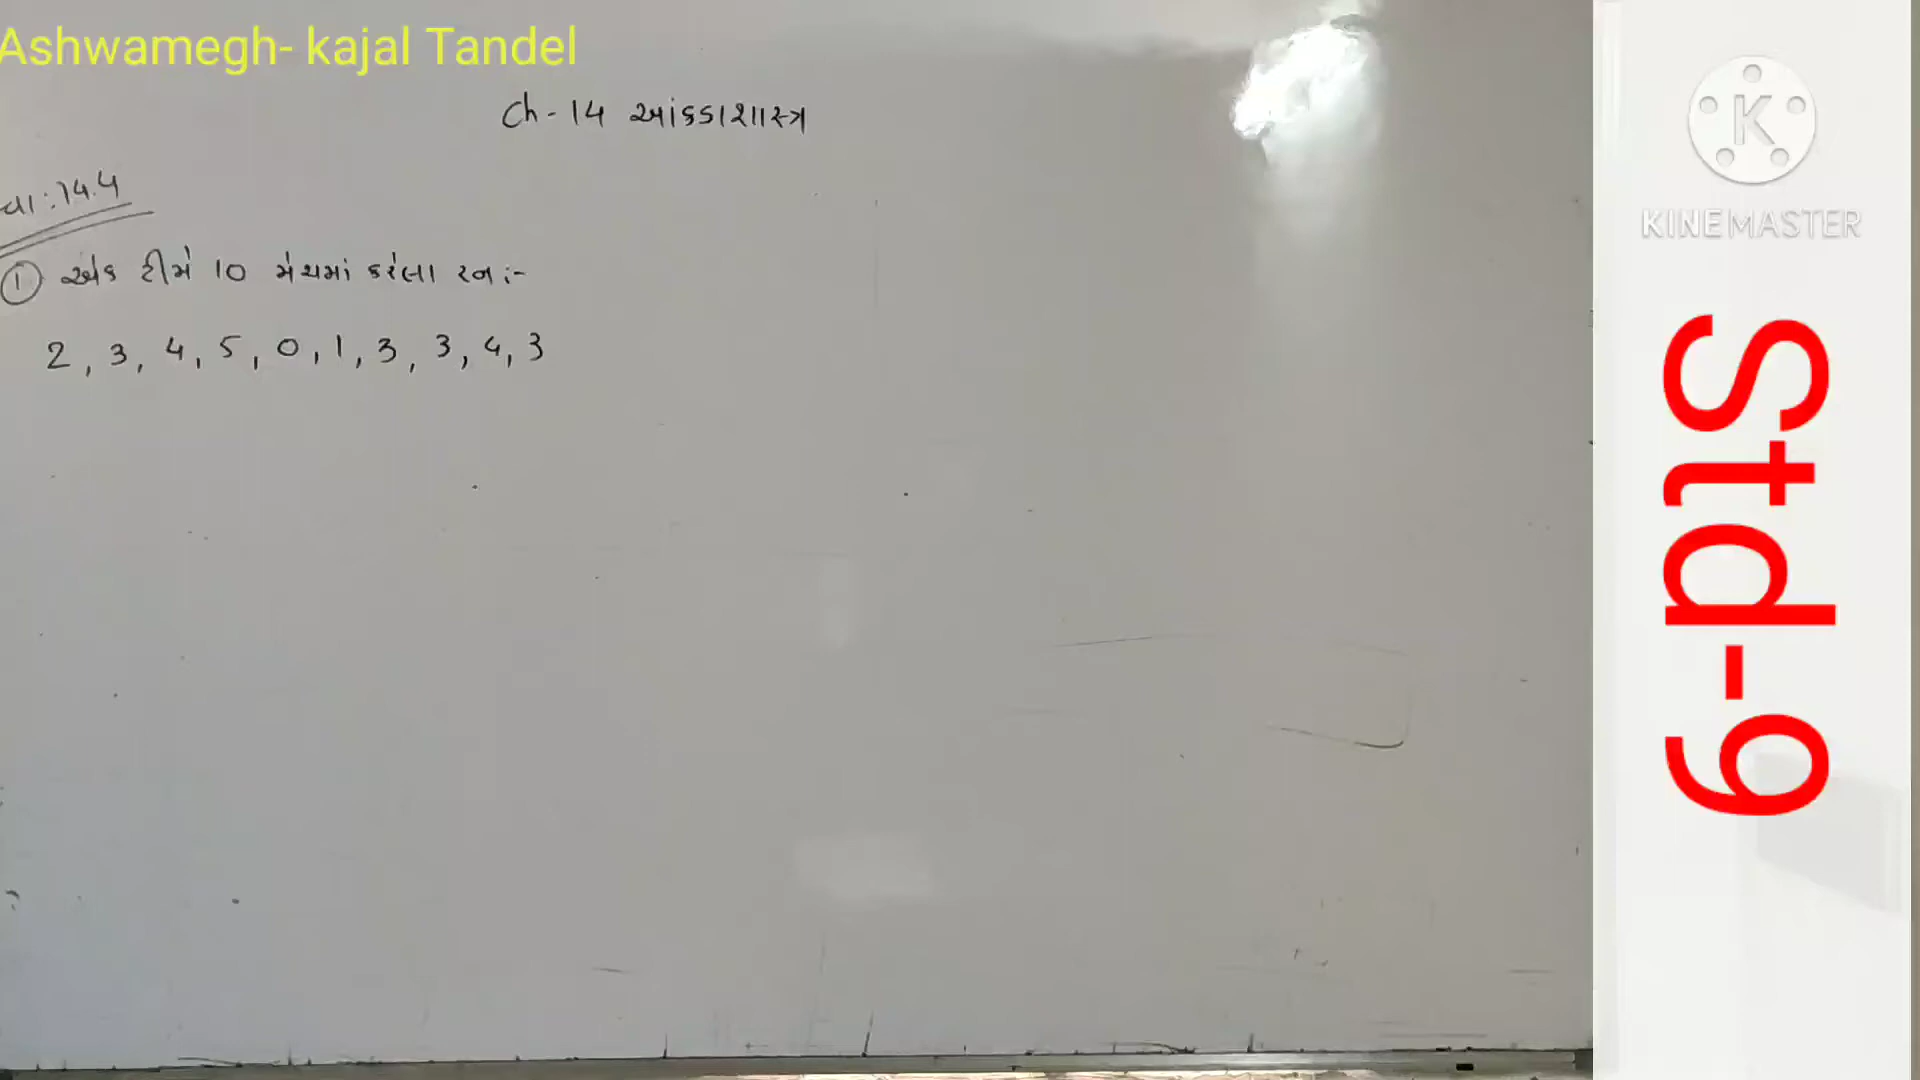 Ashwamegh- kajal Tandel
Ch - 14 આંકડાશાસ્ત્ર
સ્વા: 14.4
① એક ટીમે 10 મેચમાં કરેલા રન :-
2, 3, 4, 5, 0, 1, 3, 3, 4, 3
K
KINEMASTER
Std-9